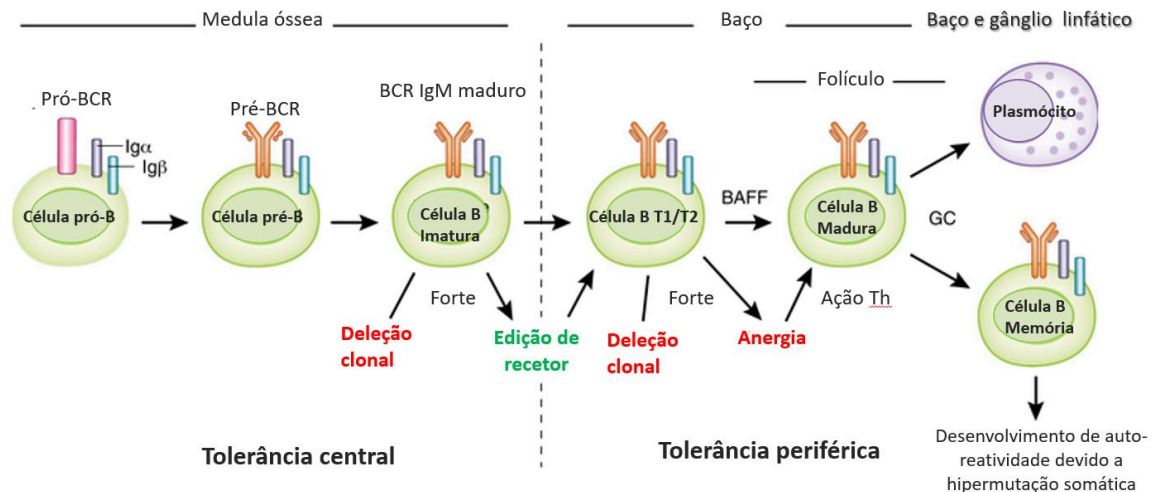 Medula óssea
Baço
Baço e gânglio linfático
Folículo
Pró-BCR
Igα
Igβ
Pré-BCR
BCR IgM maduro
Célula pró-B
Célula pré-B
Célula B
Imatura
Célula B T1/T2
BAFF
Célula B
Madura
GC
Plasmócito
Célula B
Memória
Forte
Deleção
clonal
Edição de
recetor
Forte
Deleção
clonal
Anergia
Ação Th
Tolerância central
Tolerância periférica
Desenvolvimento de auto-
reatividade devido a
hipermutação somática